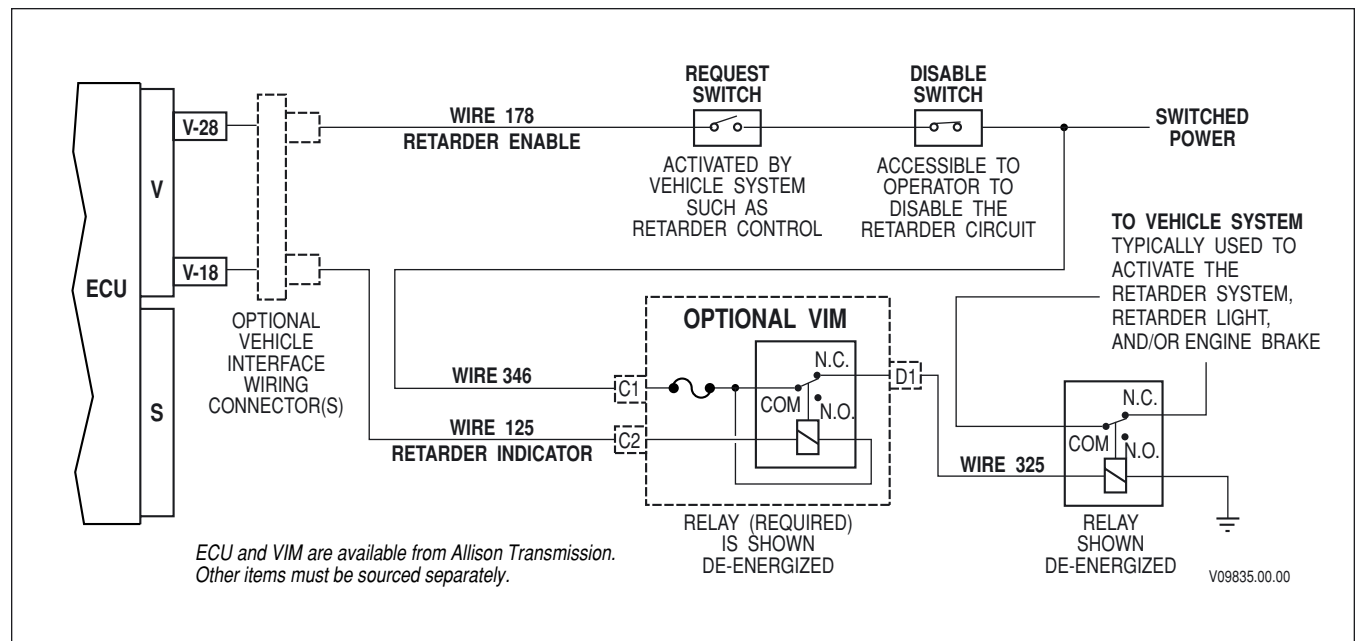 REQUEST
SWITCH
DISABLE
SWITCH
V
V-28
WIRE 178
RETARDER ENABLE
SWITCHED
POWER
ACTIVATED BY
VEHICLE SYSTEM
SUCH AS
RETARDER CONTROL
ACCESSIBLE TO
OPERATOR TO
DISABLE THE
RETARDER CIRCUIT
TO VEHICLE SYSTEM
TYPICALLY USED TO
ACTIVATE THE
RETARDER SYSTEM,
RETARDER LIGHT,
AND/OR ENGINE BRAKE
V-18
ECU
S
OPTIONAL
VEHICLE
INTERFACE
WIRING
CONNECTOR(S)
OPTIONAL VIM
WIRE 346
C1
N.C.
COM
N.O.
D1
WIRE 125
RETARDER INDICATOR
C2
WIRE 325
N.C.
COM
N.O.
RELAY (REQUIRED)
IS SHOWN
DE-ENERGIZED
RELAY
SHOWN
DE-ENERGIZED
ECU and VIM are available from Allison Transmission.
Other items must be sourced separately.
V09835.00.00